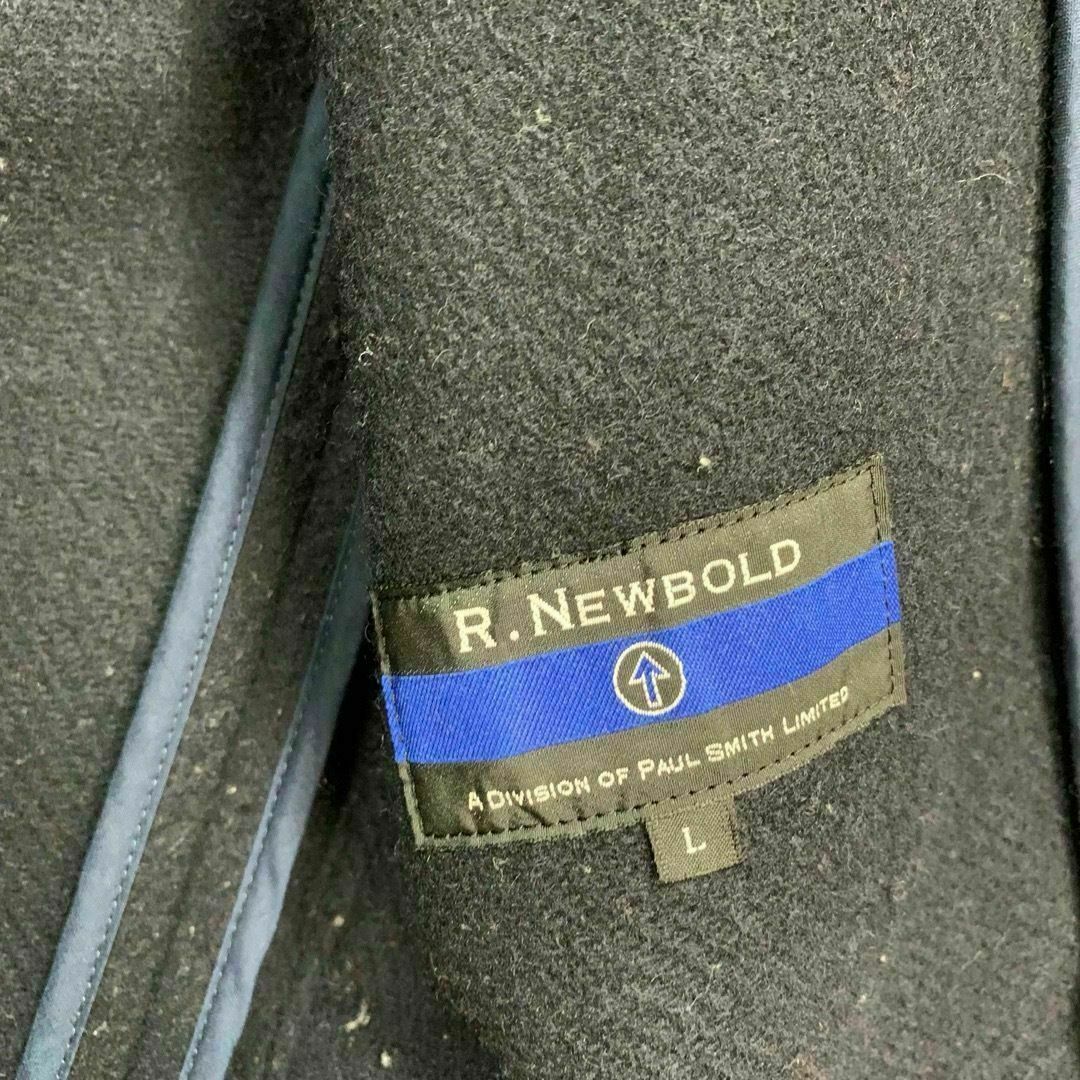 R. NEWBOLD
A DIVISION OF PAUL SMITH LIMITED
L